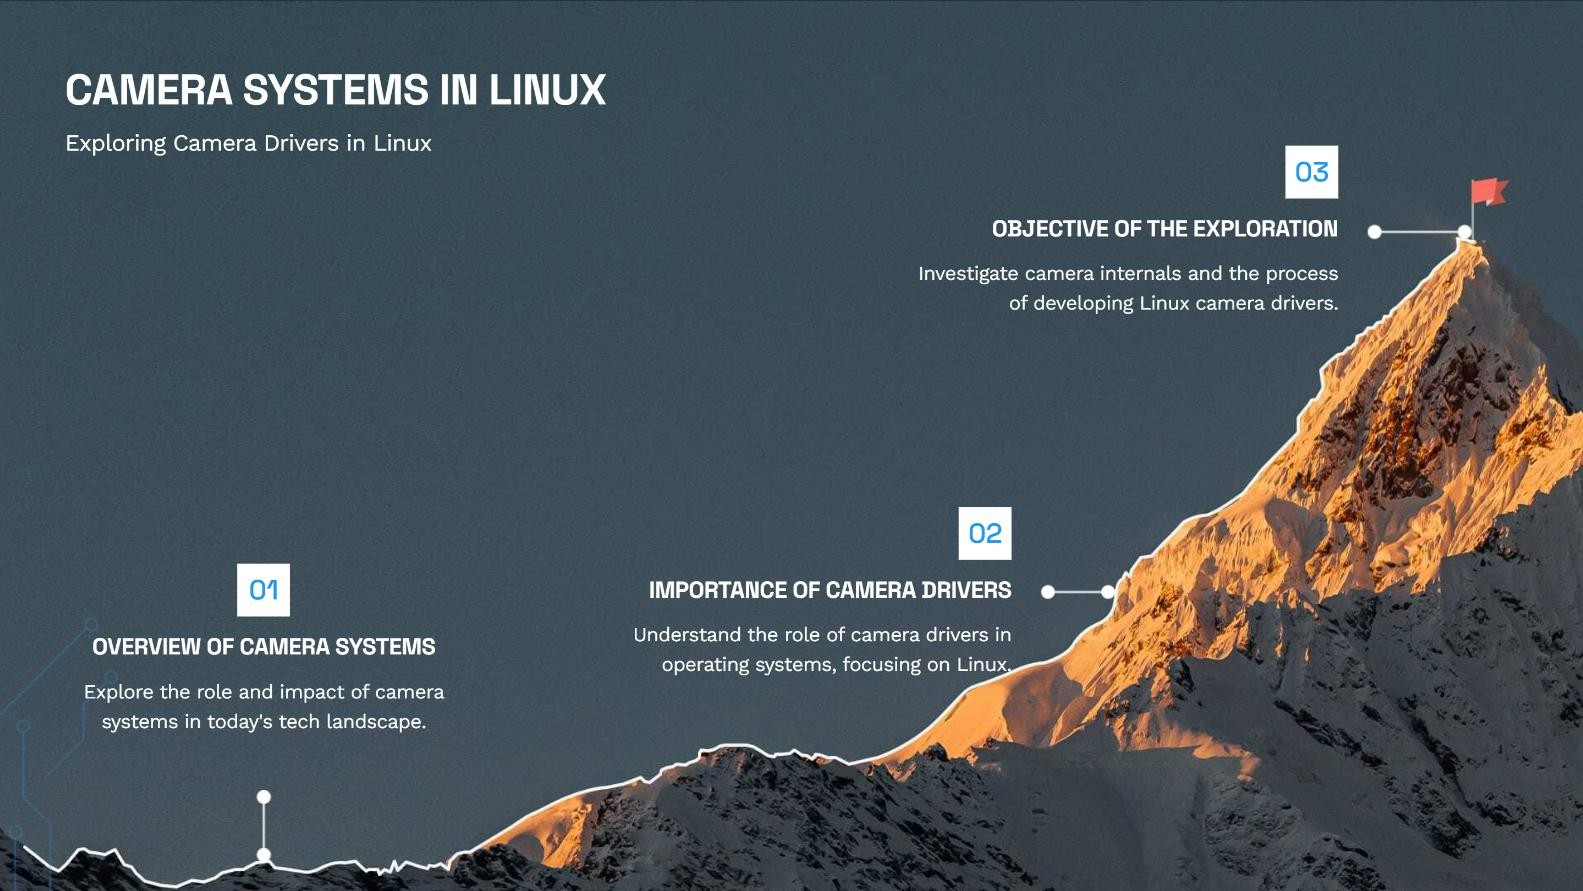 CAMERA SYSTEMS IN LINUX
Exploring Camera Drivers in Linux
03
OBJECTIVE OF THE EXPLORATION
Investigate camera internals and the process
of developing Linux camera drivers.
02
IMPORTANCE OF CAMERA DRIVERS
Understand the role of camera drivers in
operating systems, focusing on Linux.
01
OVERVIEW OF CAMERA SYSTEMS
Explore the role and impact of camera
systems in today's tech landscape.